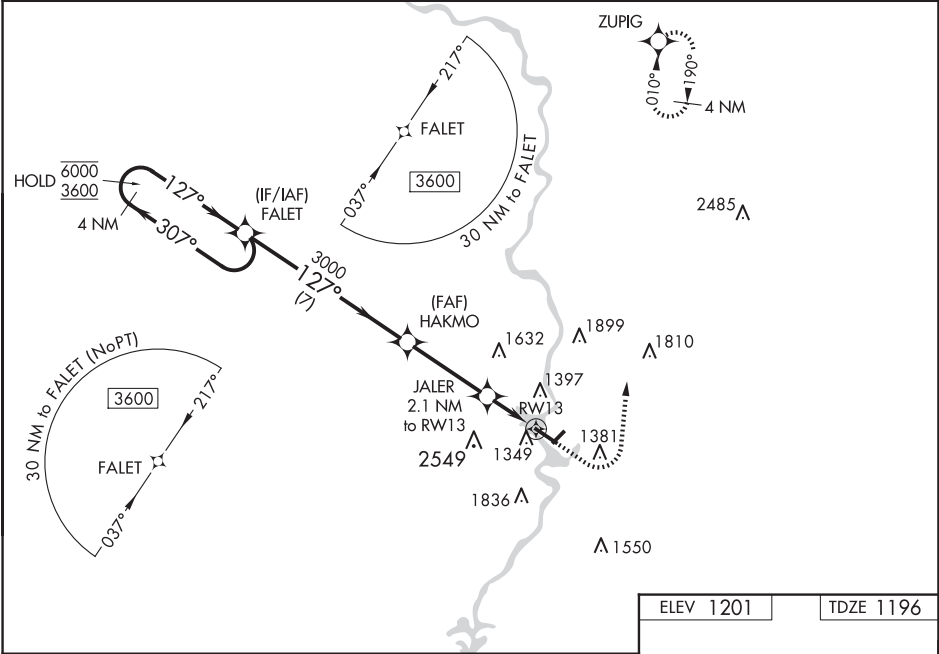 ZUPIG
010°
190°
4 NM
217°
FALET
3600
037°
30 NM to FALET
HOLD 6000
3600
127°
4 NM
307°
(IF/IAF)
FALET
3000
127°
(7)
2485
(FAF)
HAKMO
1632
1899
1810
30 NM to FALET (NoPT)
3600
217°
FALET
037°
JALER
2.1 NM
to RW13
1397
RW13
2549
1349
1381
1836
1550
ELEV 1201
TDZE 1196